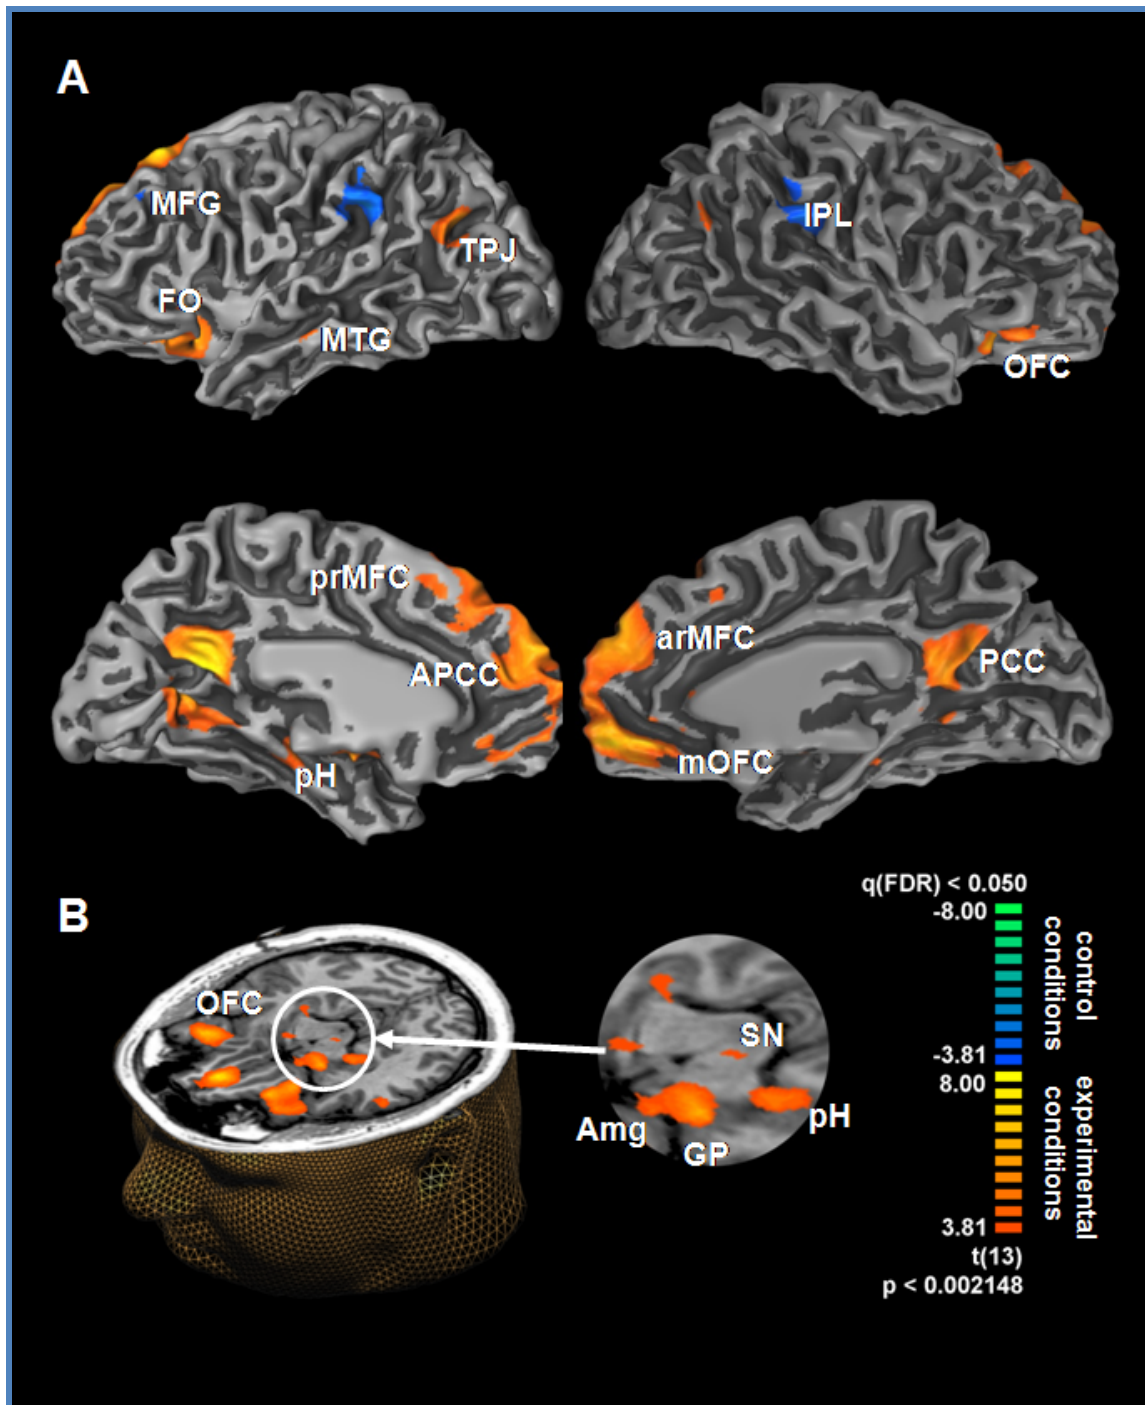 A
MFG
TPJ
FO
MTG
IPL
OFC
prMFC
APCC
pH
arMFC
PCC
mOFC
B
OFC
SN
Amg
GP
pH
q(FDR) < 0.050
-8.00
-3.81
8.00
3.81
control
conditions
experimental
conditions
t(13)
p < 0.002148